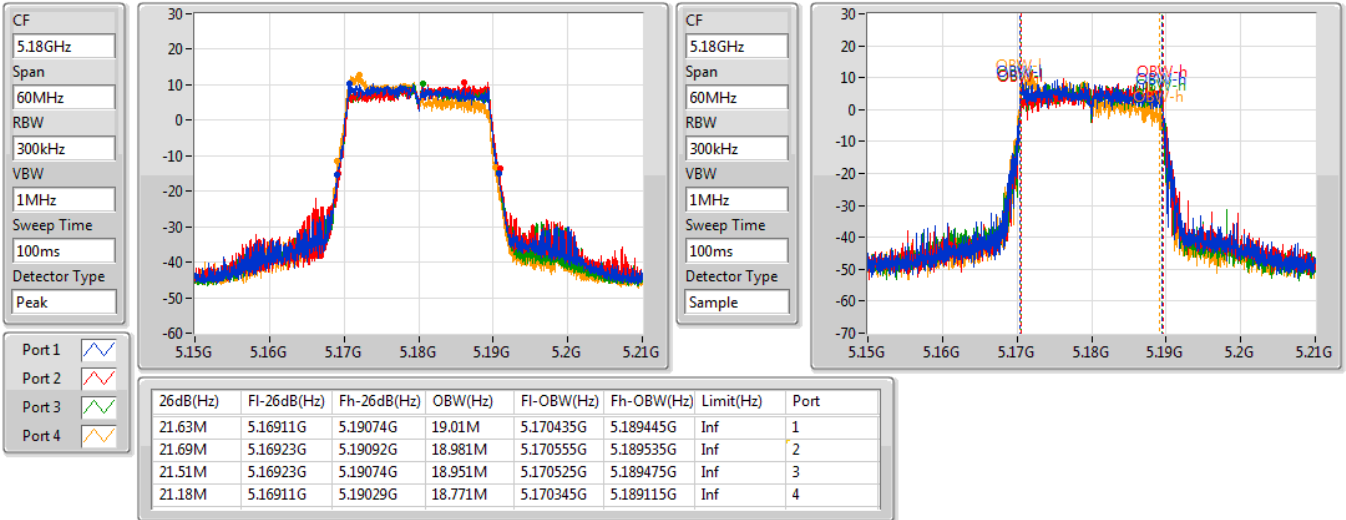 CF
5.18GHz
Span
60MHz
RBW
300kHz
VBW
1MHz
Sweep Time
100ms
Detector Type
Peak
30
20
10
0
-10
-20
-30
-40
-50
-60
5.15G 5.16G 5.17G 5.18G 5.19G 5.2G 5.21G
CF
5.18GHz
Span
60MHz
RBW
300kHz
VBW
1MHz
Sweep Time
100ms
Detector Type
Sample
30
20
10
0
-10
-20
-30
-40
-50
-60
-70
OBW-h
OBW-h
OBW-h
5.15G 5.16G 5.17G 5.18G 5.19G 5.2G 5.21G
Port 1
Port 2
Port 3
Port 4
26dB(Hz) Fl-26dB(Hz) Fh-26dB(Hz) OBW(Hz) Fl-OBW(Hz) Fh-OBW(Hz) Limit(Hz) Port
21.63M 5.16911G 5.19074G 19.01M 5.170435G 5.189445G Inf 1
21.69M 5.16923G 5.19092G 18.981M 5.170555G 5.189535G Inf 2
21.51M 5.16923G 5.19074G 18.951M 5.170525G 5.189475G Inf 3
21.18M 5.16911G 5.19029G 18.771M 5.170345G 5.189115G Inf 4